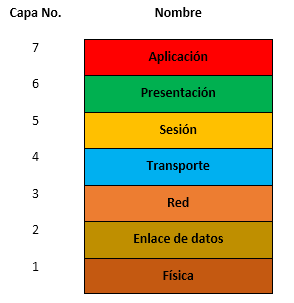 Capa No. Nombre
7 Aplicación
6 Presentación
5 Sesión
4 Transporte
3 Red
2 Enlace de datos
1 Física